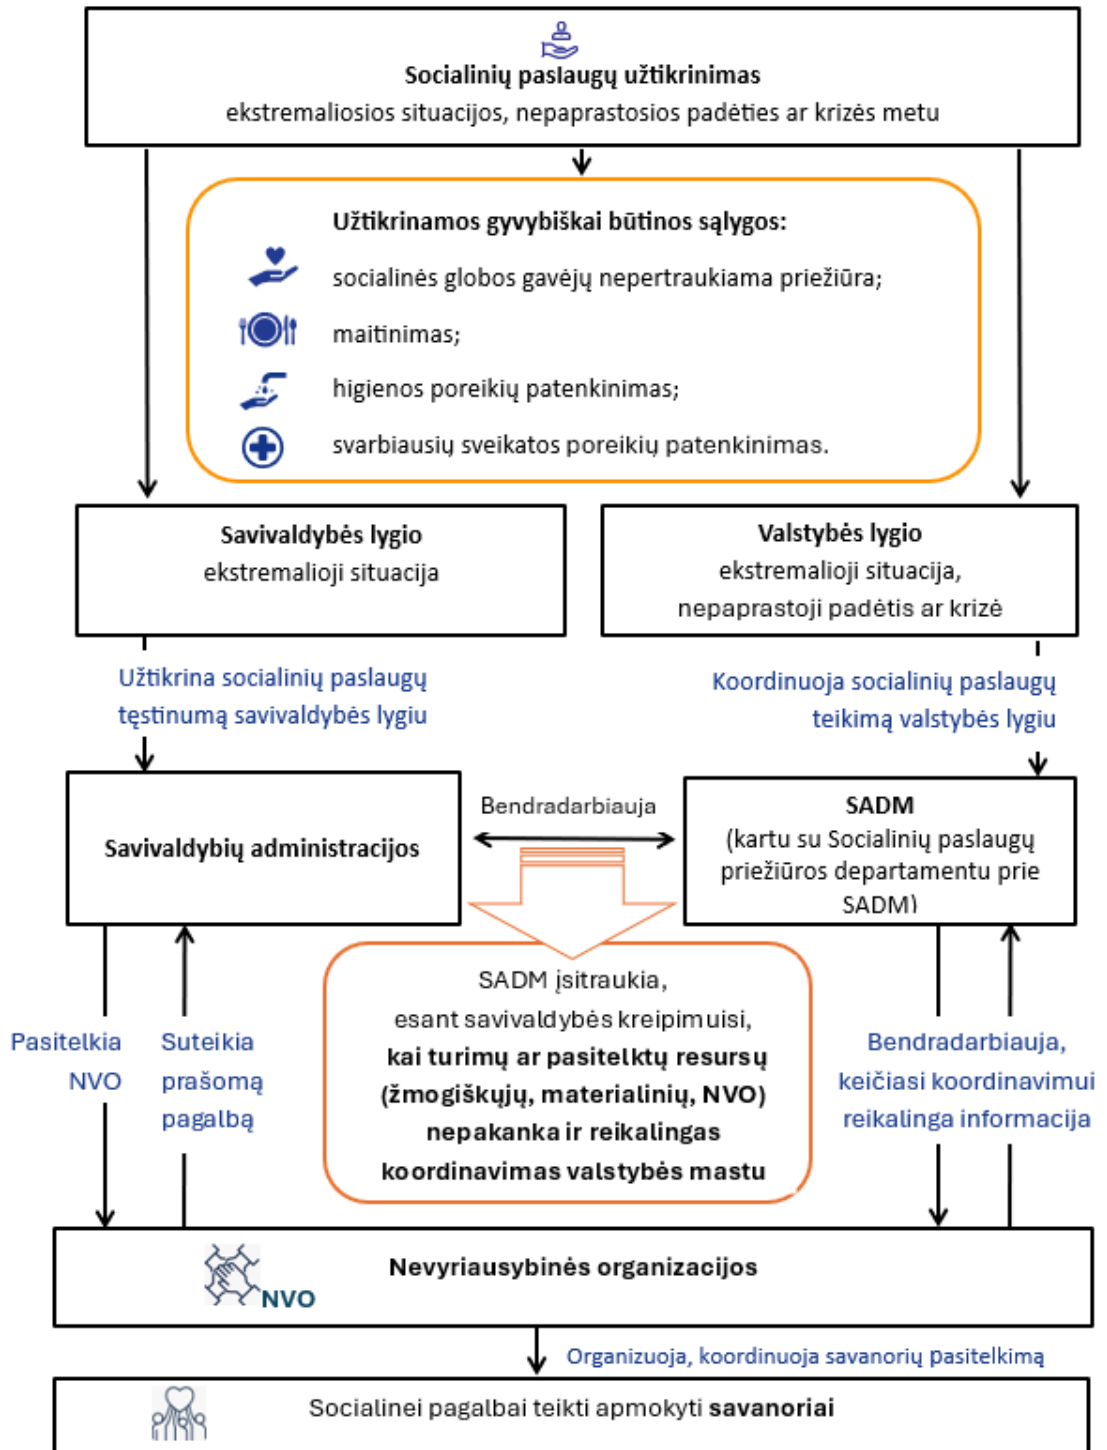 Socialinių paslaugų užtikrinimas
ekstremaliosios situacijos, nepaprastosios padėties ar krizės metu
Užtikrinamos gyvybiškai būtinos sąlygos:
socialinės globos gavėjų nepertraukiama priežiūra;
maitinimas;
higienos poreikių patenkinimas;
svarbiausių sveikatos poreikių patenkinimas.
Savivaldybės lygio
ekstremalioji situacija
Valstybės lygio
ekstremalioji situacija,
nepaprastoji padėtis ar krizė
Užtikrina socialinių paslaugų
tęstinumą savivaldybės lygiu
Koordinuoja socialinių paslaugų
teikimą valstybės lygiu
Savivaldybių administracijos
Bendradarbiauja
SADM
(kartu su Socialinių paslaugų
priežiūros departamentu prie
SADM)
SADM įsitraukia,
esant savivaldybės kreipimuisi,
kai turimų ar pasitelktų resursų
(žmogiškųjų, materialinių, NVO)
nepakanka ir reikalingas
koordinavimas valstybės mastu
Pasitelkia
NVO
Suteikia
prašomą
pagalbą
Bendradarbiauja,
keičiasi koordinavimui
reikalinga informacija
Nevyriausybinės organizacijos
NVO
Organizuoja, koordinuoja savanorių pasitelkimą
Socialinei pagalbai teikti apmokyti savanoriai